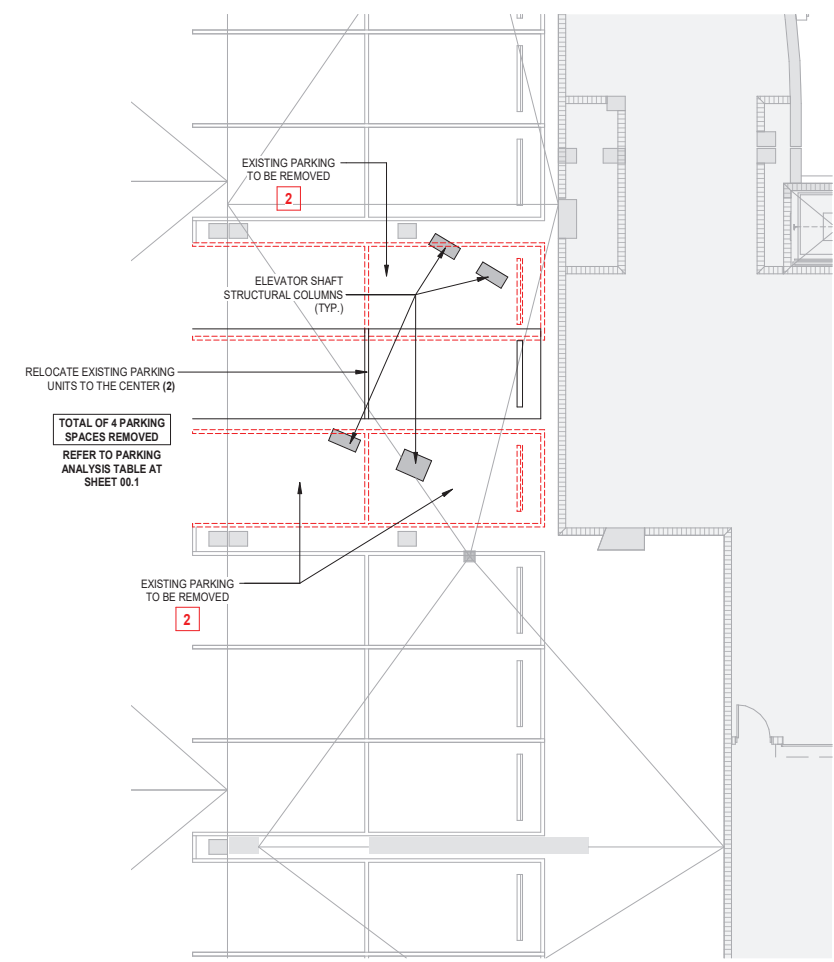 EXISTING PARKING
TO BE REMOVED
2
ELEVATOR SHAFT
STRUCTURAL COLUMNS
(TYP.)
RELOCATE EXISTING PARKING
UNITS TO THE CENTER (2)
TOTAL OF 4 PARKING
SPACES REMOVED
REFER TO PARKING
ANALYSIS TABLE AT
SHEET 00.1
EXISTING PARKING
TO BE REMOVED
2